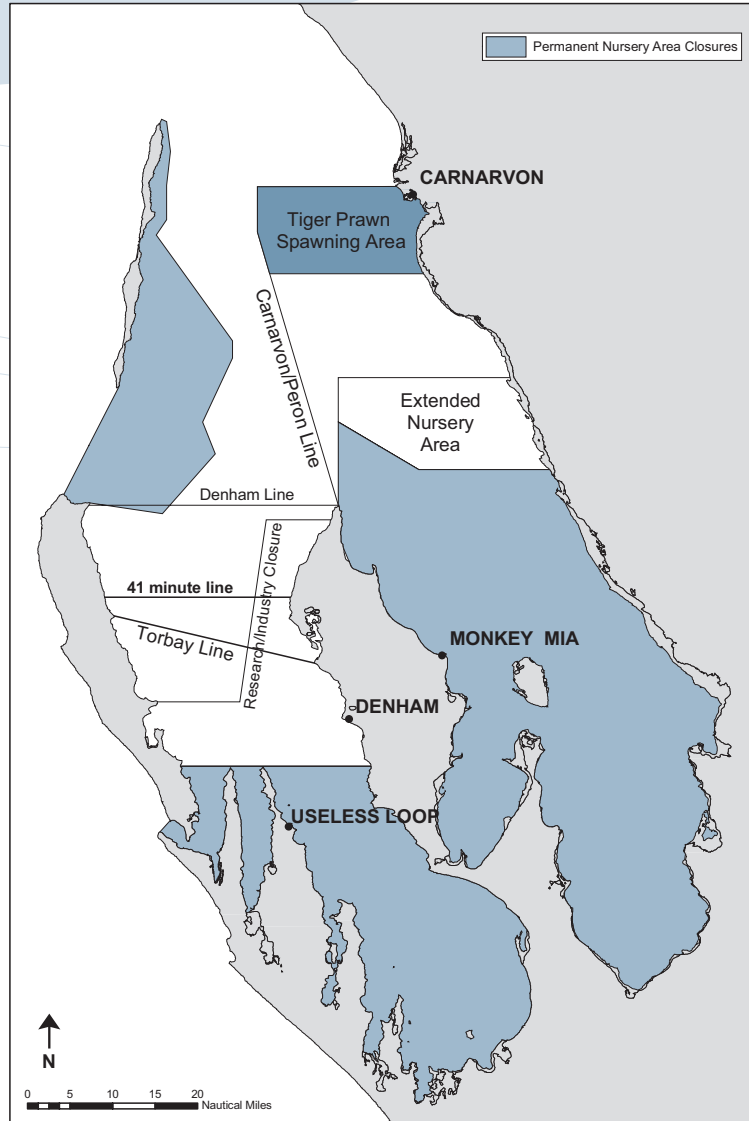 Permanent Nursery Area Closures
CARNARVON
Tiger Prawn
Spawning Area
Carnarvon/Peron Line
Extended
Nursery
Area
Denham Line
Research/Industry Closure
41 minute line
Torbay Line
MONKEY MIA
DENHAM
USELESS LOOP
N
0 5 10 15 20
Nautical Miles